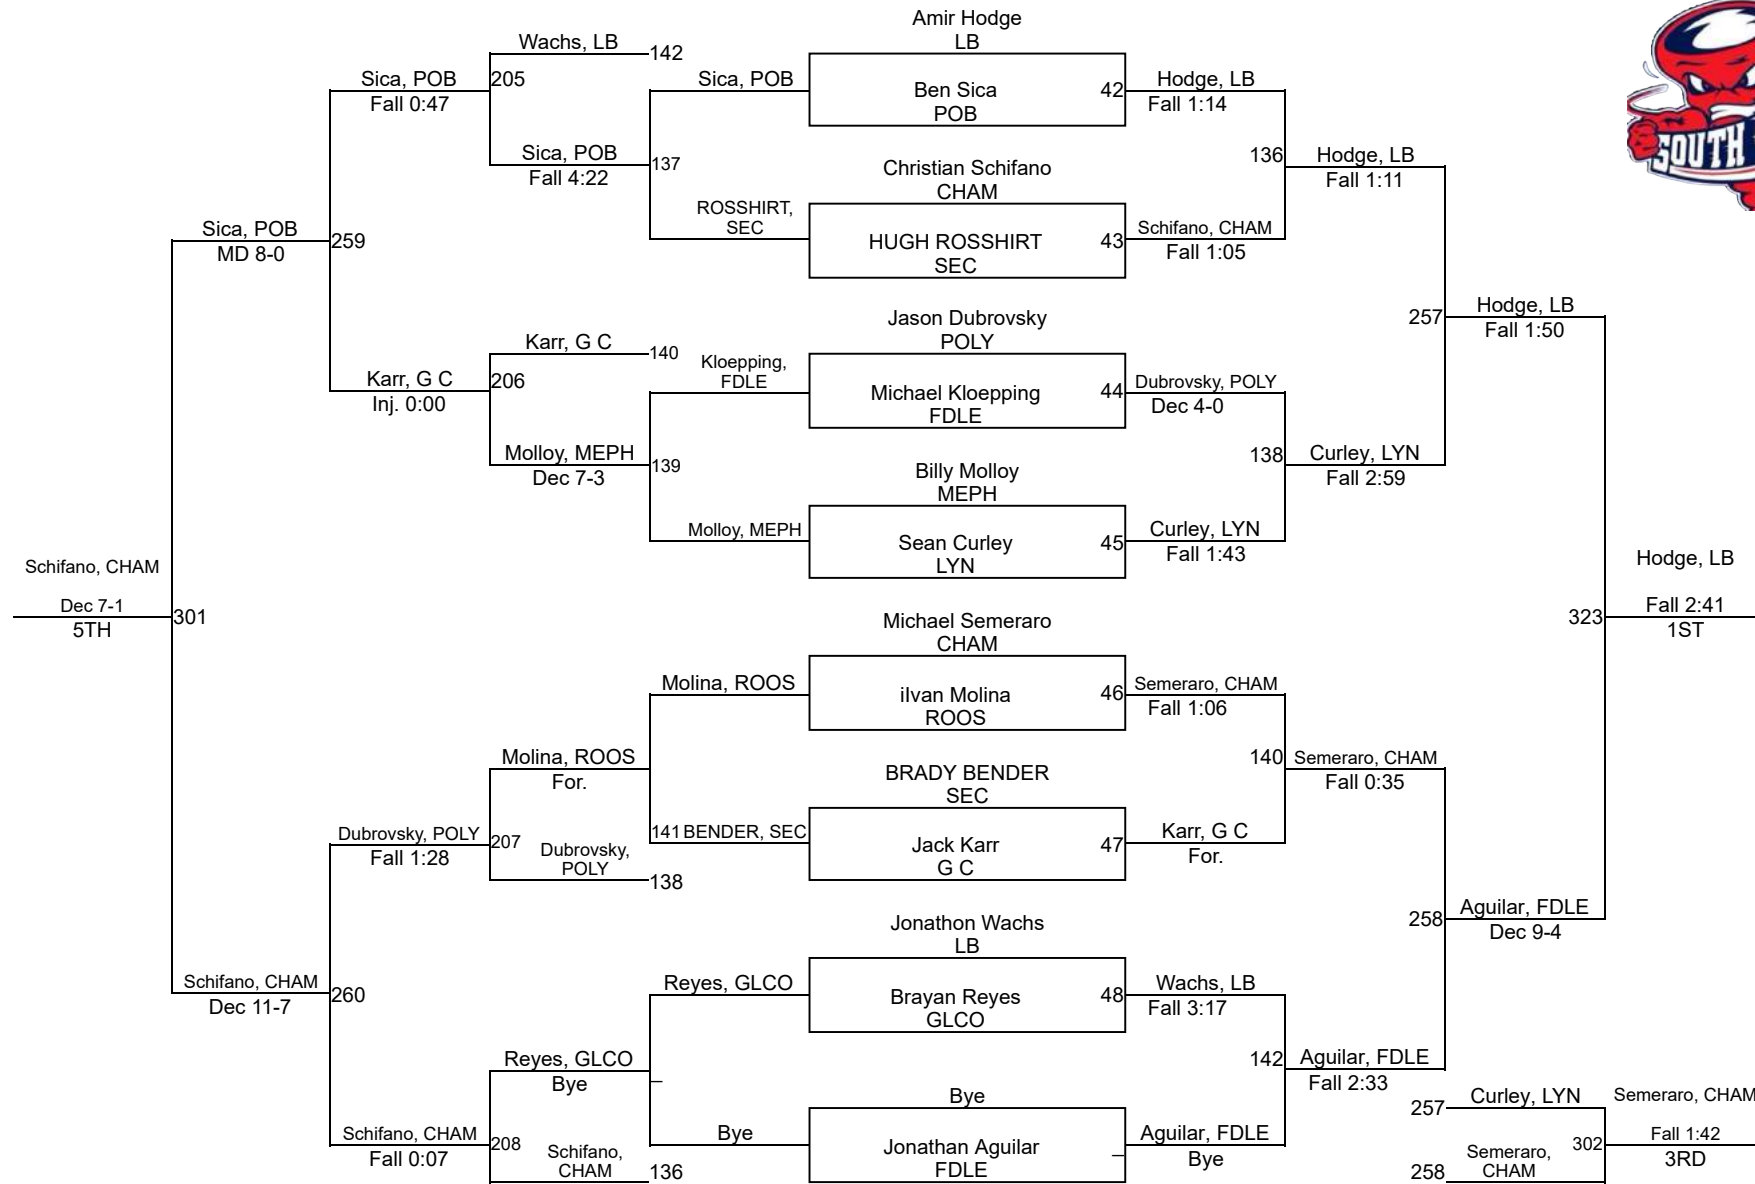 Amir Hodge
LB
Wachs, LB
142
Sica, POB
205
Fall 0:47
Sica, POB
Ben Sica
POB
42
Hodge, LB
Fall 1:14
Sica, POB
Fall 4:22
137
Christian Schifano
CHAM
136
Hodge, LB
Fall 1:11
SOUTH
ROSSHIRT,
SEC
HUGH ROSSHIRT
SEC
43
Schifano, CHAM
Fall 1:05
Sica, POB
MD 8-0
259
Jason Dubrovsky
POLY
257
Hodge, LB
Fall 1:50
Karr, G C
140
Karr, G C
Inj. 0:00
206
Kloepping,
FDLE
Michael Kloepping
FDLE
44
Dubrovsky, POLY
Dec 4-0
Molloy, MEPH
Dec 7-3
139
Billy Molloy
MEPH
138
Curley, LYN
Fall 2:59
Molloy, MEPH
Sean Curley
LYN
45
Curley, LYN
Fall 1:43
Schifano, CHAM
Dec 7-1
5TH
301
Hodge, LB
323
Fall 2:41
1ST
Michael Semeraro
CHAM
Molina, ROOS
iIvan Molina
ROOS
46
Semeraro, CHAM
Fall 1:06
Molina, ROOS
For.
BRADY BENDER
SEC
140
Semeraro, CHAM
Fall 0:35
Dubrovsky, POLY
Fall 1:28
207
Dubrovsky,
POLY
138
141
BENDER, SEC
Jack Karr
G C
47
Karr, G C
For.
Jonathon Wachs
LB
258
Aguilar, FDLE
Dec 9-4
Schifano, CHAM
Dec 11-7
260
Reyes, GLCO
Brayan Reyes
GLCO
48
Wachs, LB
Fall 3:17
Reyes, GLCO
Bye
142
Aguilar, FDLE
Fall 2:33
Bye
Schifano, CHAM
Fall 0:07
208
Schifano,
CHAM
136
Bye
Jonathan Aguilar
FDLE
Aguilar, FDLE
Bye
257
Curley, LYN
Semeraro, CHAM
258
Semeraro,
CHAM
302
Fall 1:42
3RD